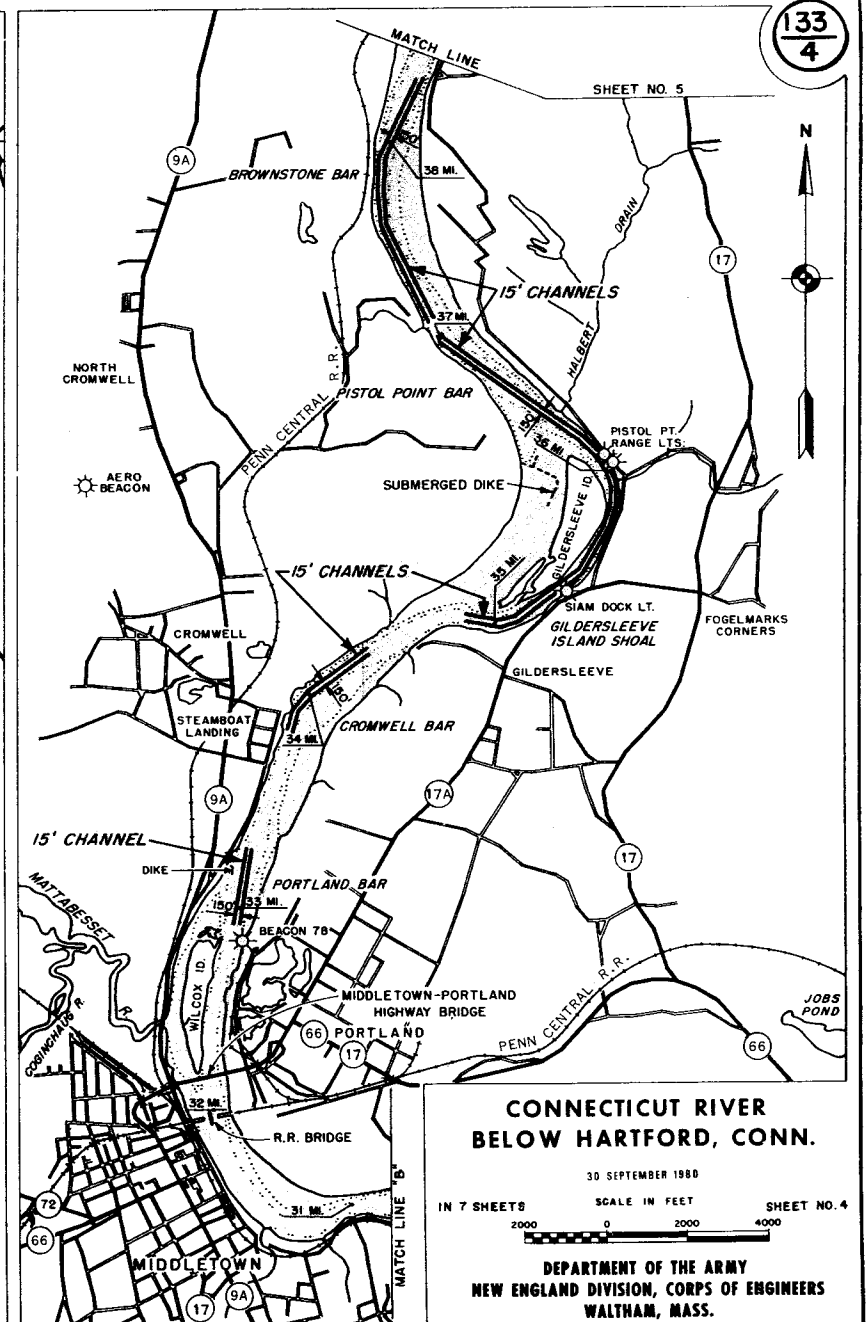 133
4
MATCH LINE
SHEET NO. 5
N
9A
150'
BROWNSTONE BAR
38 MI.
DRAIN
17
15' CHANNELS
37 MI.
HALBERT
NORTH
CROMWELL
PENN CENTRAL R.R.
PISTOL POINT BAR
150'
PISTOL PT.
RANGE LTS.
36 MI.
AERO
BEACON
SUBMERGED DIKE
GILDERSLEEVE ID.
15' CHANNELS
35 MI.
SIAM DOCK LT.
GILDERSLEEVE
ISLAND SHOAL
FOGELMARKS
CORNERS
CROMWELL
GILDERSLEEVE
150'
STEAMBOAT
LANDING
CROMWELL BAR
34 MI.
9A
17A
15' CHANNEL
17
DIKE
MATTABESSET
R.
PORTLAND BAR
150'
33 MI.
BEACON 78
WILCOX ID.
MIDDLETOWN-PORTLAND
HIGHWAY BRIDGE
COGINCHAUG R.
66 PORTLAND
17
PENN CENTRAL R.R.
JOBS
POND
66
32 MI.
R.R. BRIDGE
72
66
31 MI.
MATCH LINE "B"
MIDDLETOWN
17
9A
CONNECTICUT RIVER
BELOW HARTFORD, CONN.
30 SEPTEMBER 1980
IN 7 SHEETS
SCALE IN FEET
SHEET NO. 4
2000 0 2000 4000
DEPARTMENT OF THE ARMY
NEW ENGLAND DIVISION, CORPS OF ENGINEERS
WALTHAM, MASS.